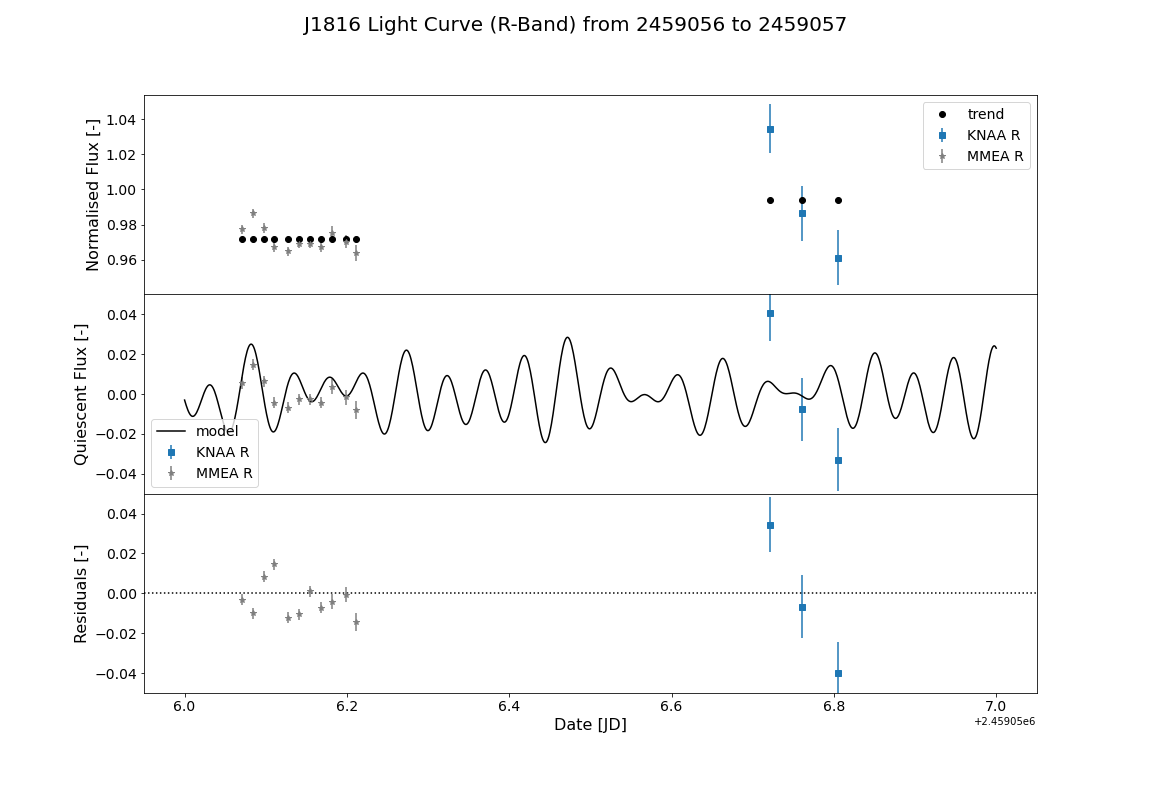 J1816 Light Curve (R-Band) from 2459056 to 2459057
Normalised Flux [-]
1.04
1.02
1.00
0.98
0.96
trend
KNAA R
MMEA R
Quiescent Flux [-]
0.04
0.02
0.00
−0.02
−0.04
model
KNAA R
MMEA R
Residuals [-]
0.04
0.02
0.00
−0.02
−0.04
6.0 6.2 6.4 6.6 6.8 7.0
Date [JD]
+2.45905e6